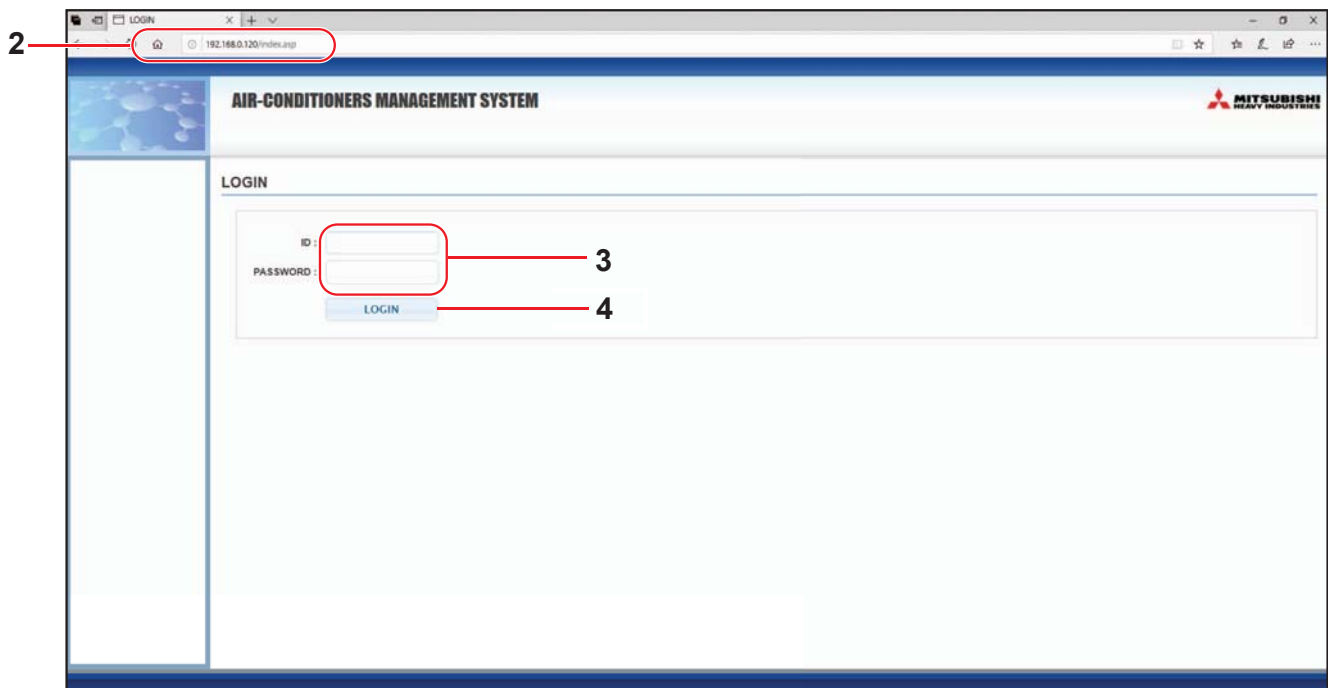 LOGIN
2
192.168.0.120/index.asp
AIR-CONDITIONERS MANAGEMENT SYSTEM
MITSUBISHI
HEAVY INDUSTRIES
LOGIN
ID :
3
PASSWORD :
LOGIN
4